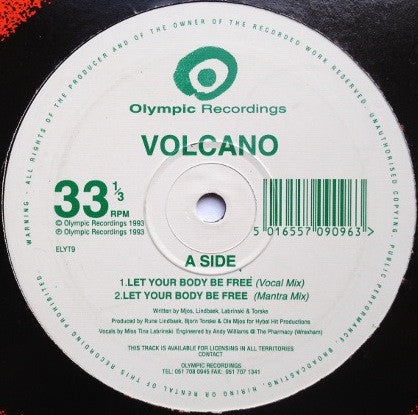 Olympic Recordings
VOLCANO
33 1/3
RPM
© Olympic Recordings 1993
℗ Olympic Recordings 1993
ELYT9
5 016557 090963 >
A SIDE
1.LET YOUR BODY BE FREE (Vocal Mix)
2.LET YOUR BODY BE FREE (Mantra Mix)
Written by Mjos, Lindbaek, Labrinski & Torske
Produced by Rune Lindbaek, Bjorn Torske & Ole Mjos for Hytel Hit Productions
Vocals by Miss Tina Labrinski Engineered by Andy Williams @ The Pharmacy (Wrexham)
THIS TRACK IS AVAILABLE FOR LICENSING IN ALL TERRITORIES
CONTACT
OLYMPIC RECORDINGS
TEL: 051 708 0945 FAX: 051 707 1341
WARNING - ALL RIGHTS OF THE PRODUCER AND OF THE OWNER OF THE RECORDED WORK RESERVED. UNAUTHORISED COPYING PUBLIC PERFORMANCE, BROADCASTING HIRING OR RENTAL OF THIS RECORDING PROHIBITED